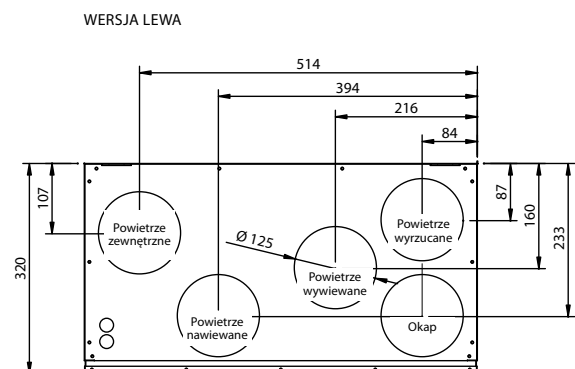 WERSJA LEWA
514
394
216
84
107
320
87
160
233
Ø 125
Powietrze
zewnętrzne
Powietrze
wyrzucane
Powietrze
wywiewane
Powietrze
nawiewane
Okap